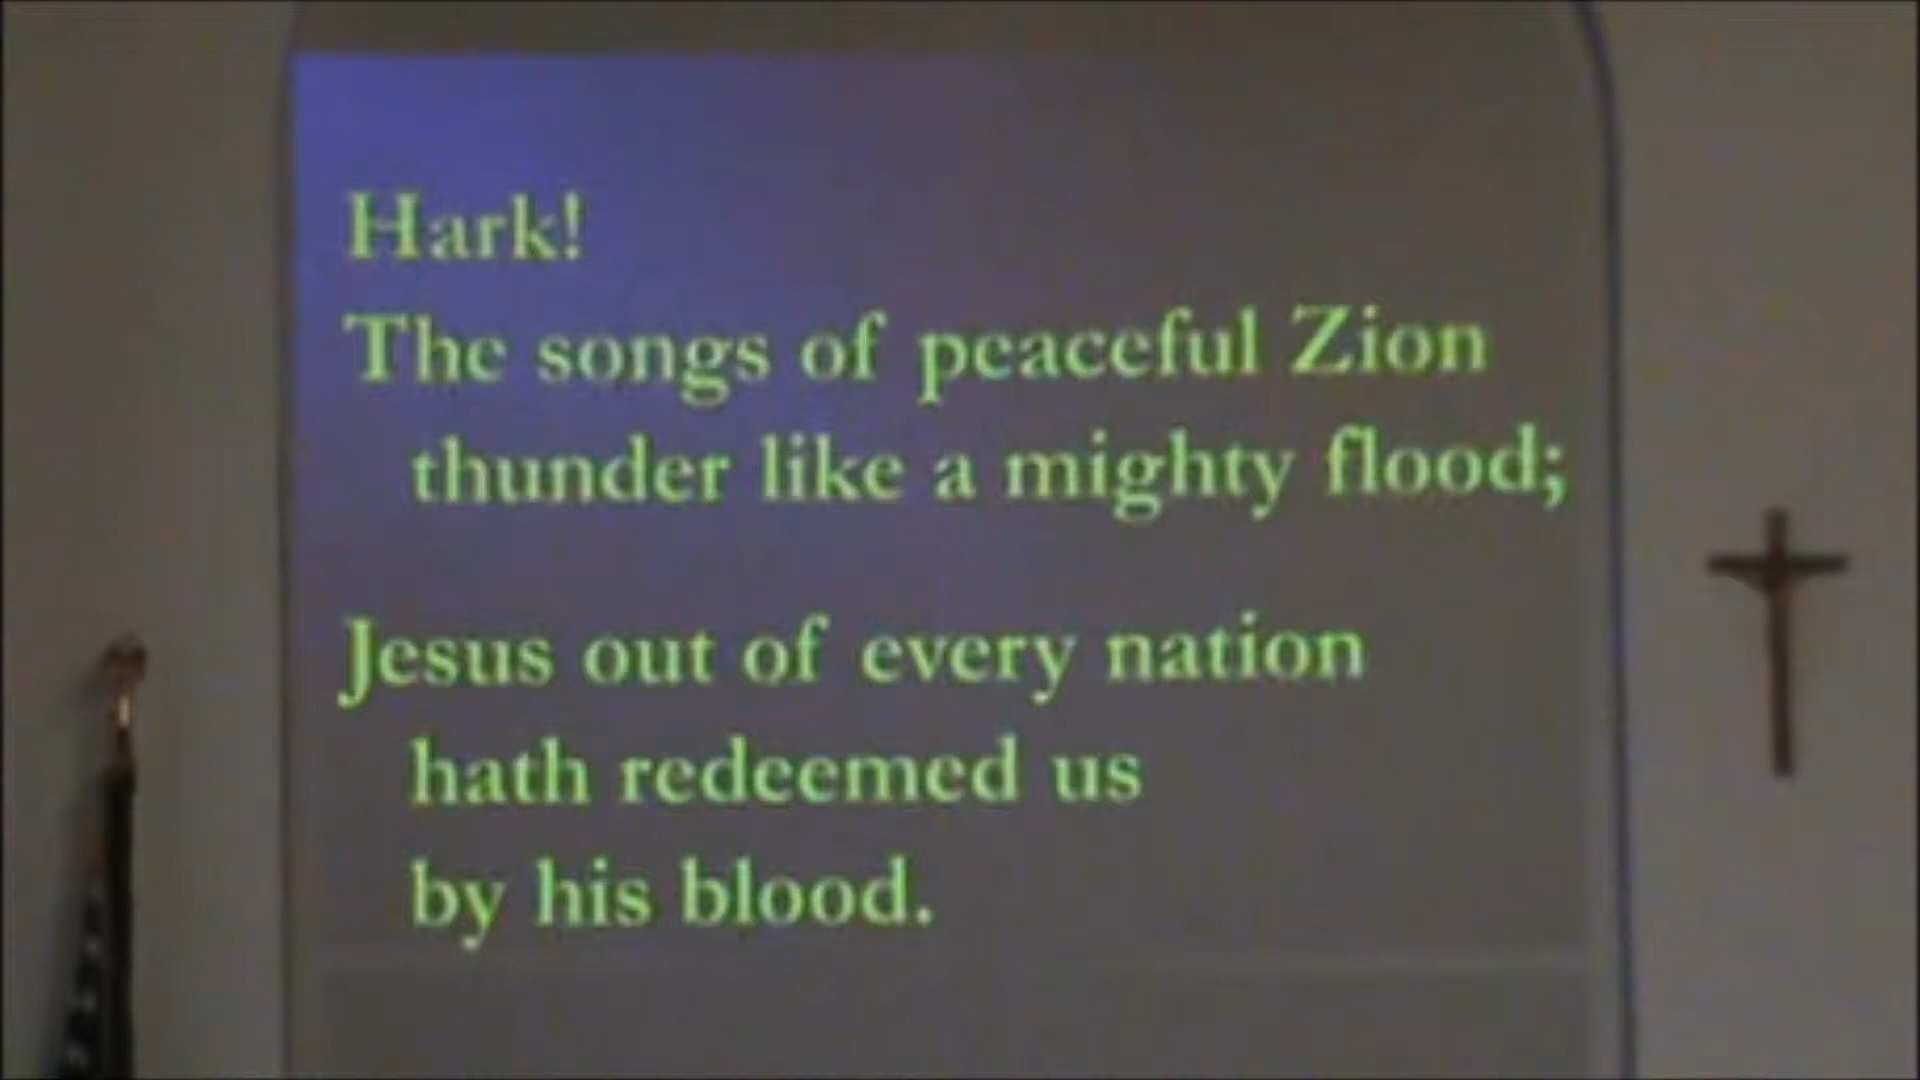 Hark!
The songs of peaceful Zion
thunder like a mighty flood;
Jesus out of every nation
hath redeemed us
by his blood.